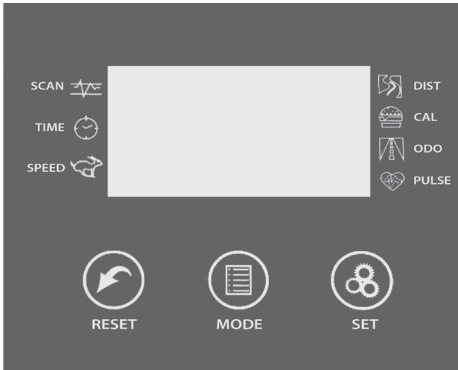 SCAN
TIME
SPEED
DIST
CAL
ODO
PULSE
RESET MODE SET